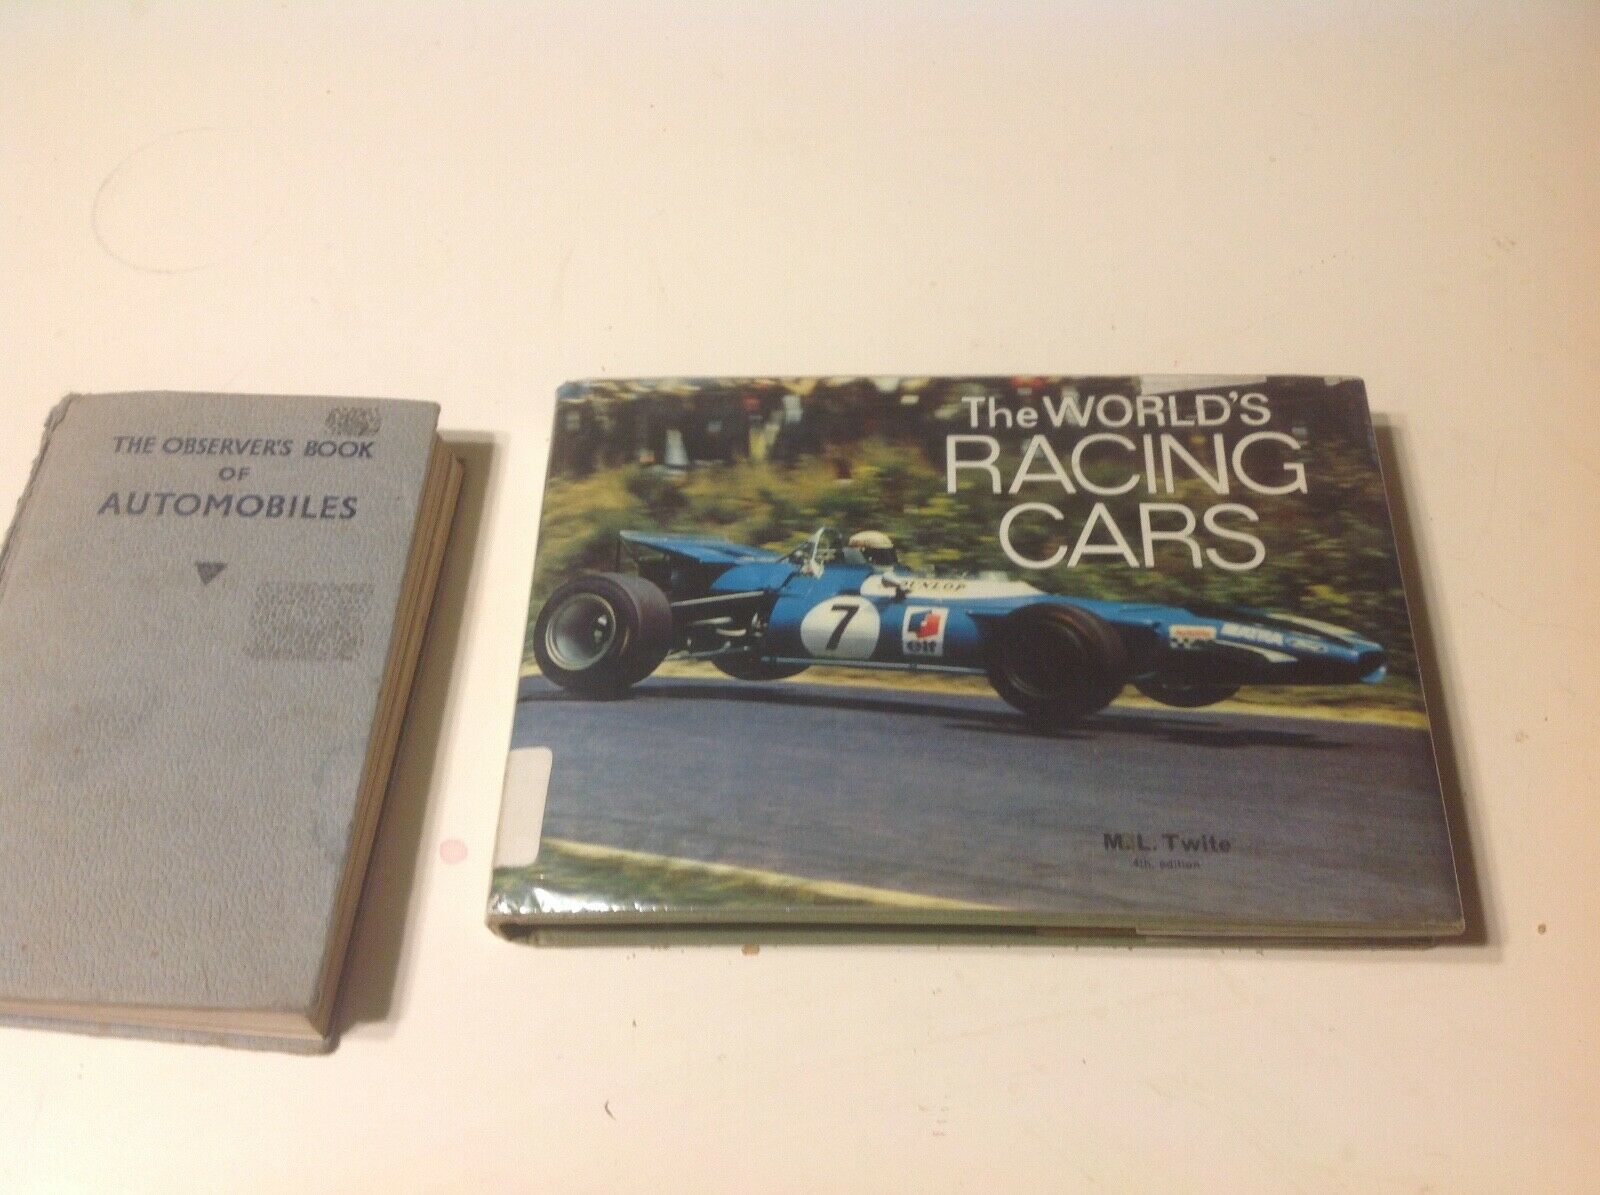 THE OBSERVER'S BOOK
OF
AUTOMOBILES
The WORLD'S
RACING
CARS
DUNLOP
7
elf
M.L. Twite
4th. edition